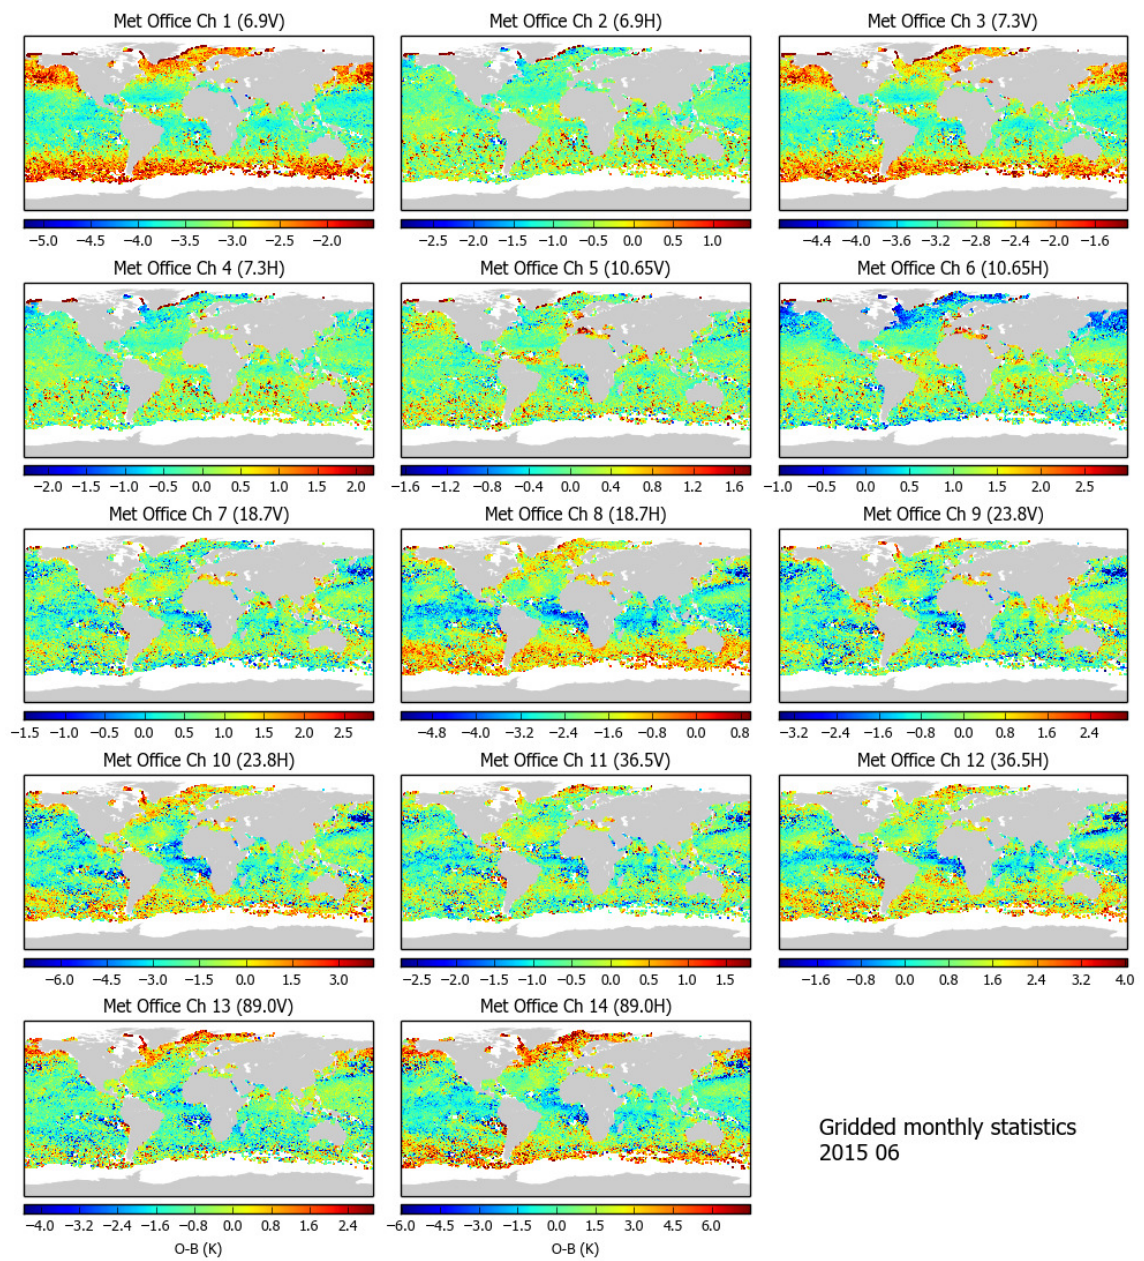 Met Office Ch 1 (6.9V) Met Office Ch 2 (6.9H) Met Office Ch 3 (7.3V)
−5.0 −4.5 −4.0 −3.5 −3.0 −2.5 −2.0 −2.5 −2.0 −1.5 −1.0 −0.5 0.0 0.5 1.0 −4.4 −4.0 −3.6 −3.2 −2.8 −2.4 −2.0 −1.6
Met Office Ch 4 (7.3H) Met Office Ch 5 (10.65V) Met Office Ch 6 (10.65H)
−2.0 −1.5 −1.0 −0.5 0.0 0.5 1.0 1.5 2.0 −1.6 −1.2 −0.8 −0.4 0.0 0.4 0.8 1.2 1.6 −1.0 −0.5 0.0 0.5 1.0 1.5 2.0 2.5
Met Office Ch 7 (18.7V) Met Office Ch 8 (18.7H) Met Office Ch 9 (23.8V)
−1.5 −1.0 −0.5 0.0 0.5 1.0 1.5 2.0 2.5 −4.8 −4.0 −3.2 −2.4 −1.6 −0.8 0.0 0.8 −3.2 −2.4 −1.6 −0.8 0.0 0.8 1.6 2.4
Met Office Ch 10 (23.8H) Met Office Ch 11 (36.5V) Met Office Ch 12 (36.5H)
−6.0 −4.5 −3.0 −1.5 0.0 1.5 3.0 −2.5 −2.0 −1.5 −1.0 −0.5 0.0 0.5 1.0 1.5 −1.6 −0.8 0.0 0.8 1.6 2.4 3.2 4.0
Met Office Ch 13 (89.0V) Met Office Ch 14 (89.0H)
Gridded monthly statistics
2015 06
−4.0 −3.2 −2.4 −1.6 −0.8 0.0 0.8 1.6 2.4 −6.0 −4.5 −3.0 −1.5 0.0 1.5 3.0 4.5 6.0
O-B (K) O-B (K)